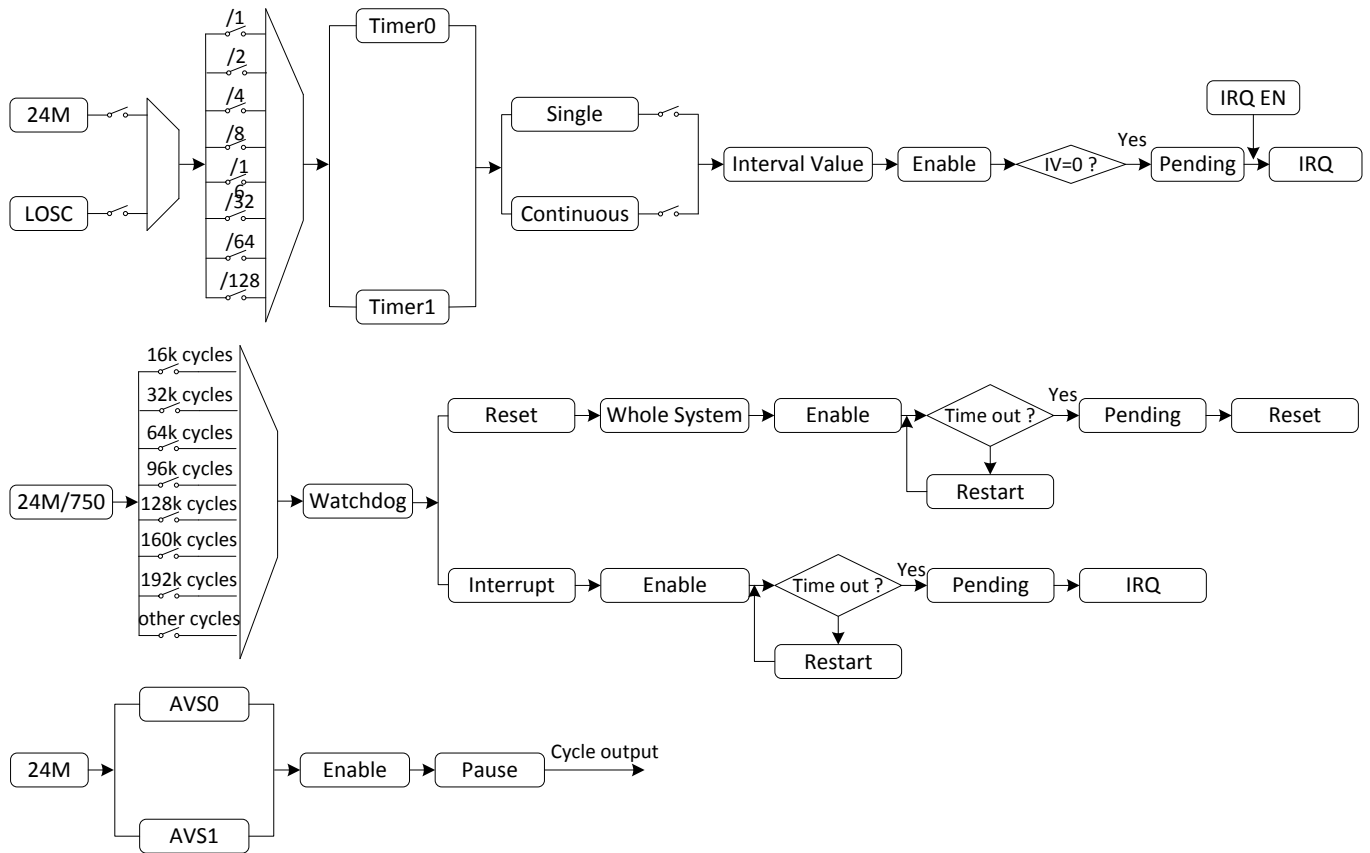 /1
/2
/4
/8
/1
6
/32
/64
/128
24M
LOSC
Timer0
Timer1
Single
Continuous
Interval Value
Enable
IV=0 ?
Yes
Pending
IRQ EN
IRQ
24M/750
16k cycles
32k cycles
64k cycles
96k cycles
128k cycles
160k cycles
192k cycles
other cycles
Watchdog
Reset
Whole System
Enable
Time out ?
Yes
Pending
Reset
Restart
Interrupt
Enable
Time out ?
Yes
Pending
IRQ
Restart
24M
AVS0
AVS1
Enable
Pause
Cycle output